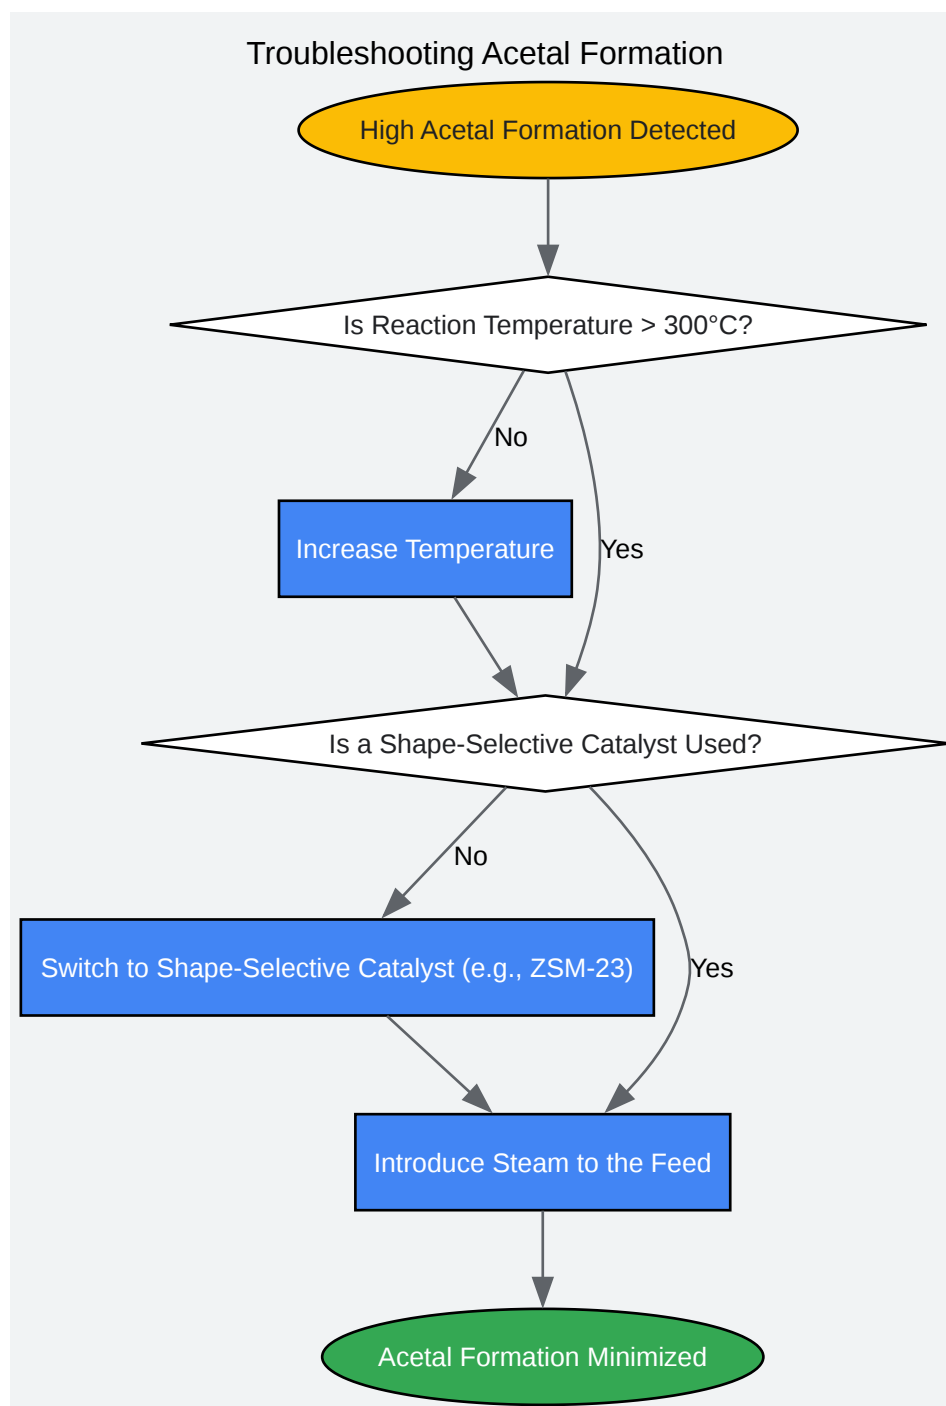 Troubleshooting Acetal Formation
High Acetal Formation Detected
Is Reaction Temperature > 300°C?
No
Increase Temperature
Yes
Is a Shape-Selective Catalyst Used?
No
Switch to Shape-Selective Catalyst (e.g., ZSM-23)
Yes
Introduce Steam to the Feed
Acetal Formation Minimized